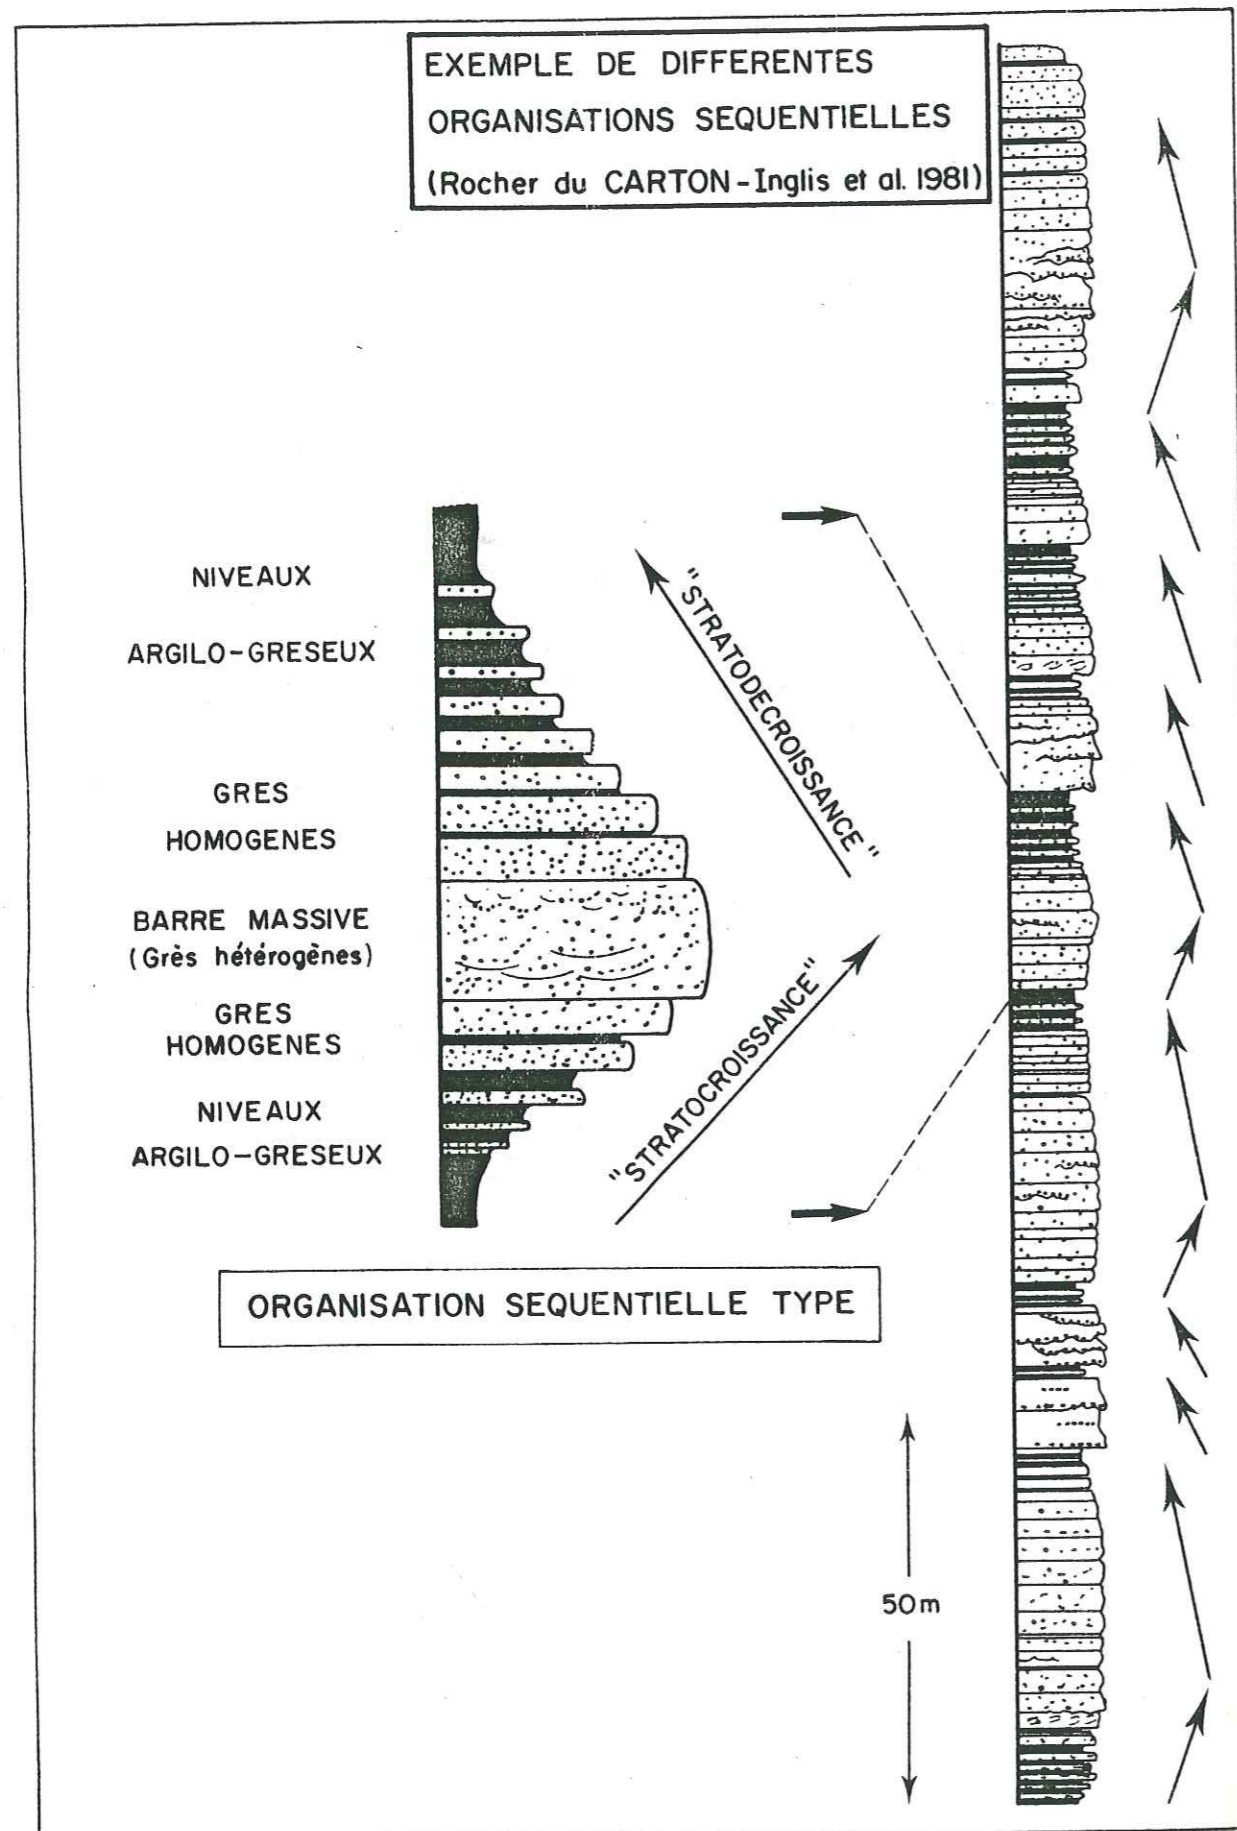 EXEMPLE DE DIFFERENTES
ORGANISATIONS SEQUENTIELLES
(Rocher du CARTON-Inglis et al. 1981)
NIVEAUX
ARGILO-GRESEUX
GRES
HOMOGENES
BARRE MASSIVE
(Grès hétérogènes)
GRES
HOMOGENES
NIVEAUX
ARGILO-GRESEUX
"STRATODECROISSANCE"
"STRATOCROISSANCE"
ORGANISATION SEQUENTIELLE TYPE
50m